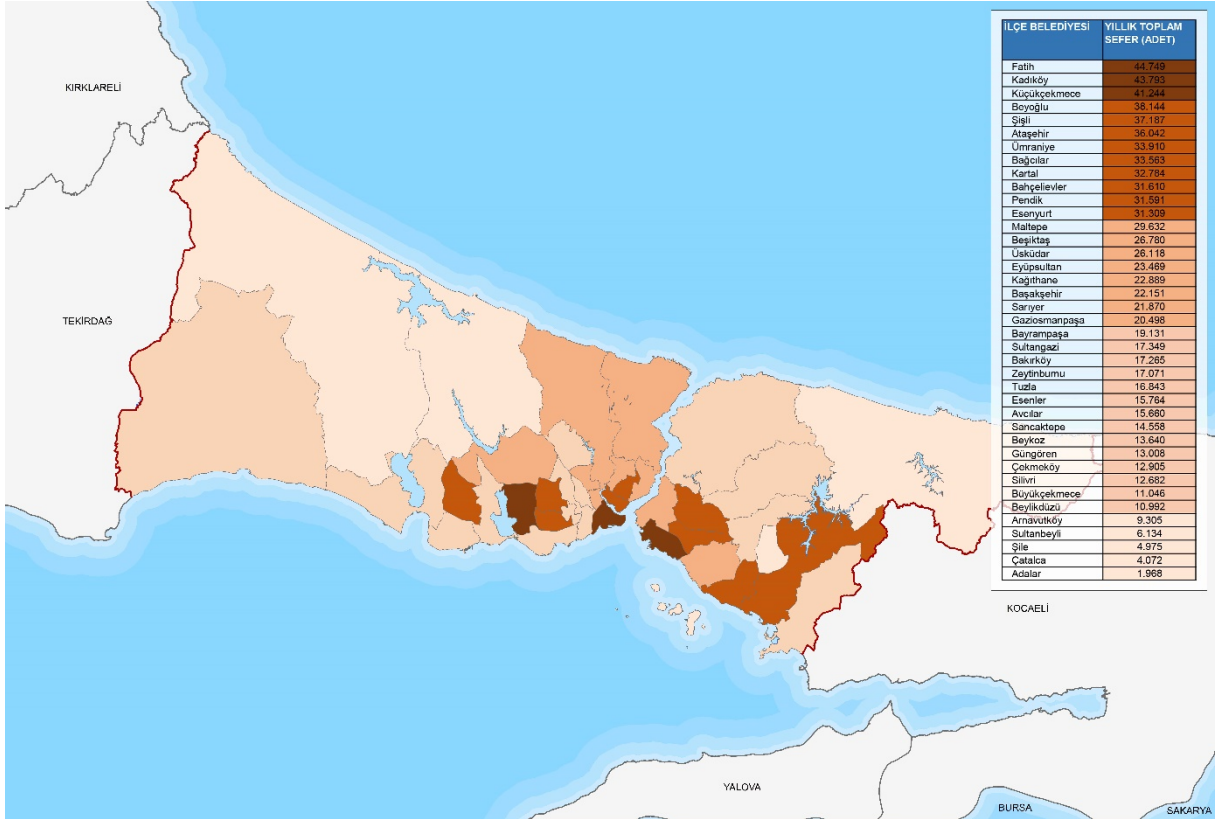 İLÇE BELEDİYESİ YILLIK TOPLAM
SEFER (ADET)
Fatih 44.749
Kadıköy 43.793
Küçükçekmece 41.244
Beyoğlu 38.144
Şişli 37.187
Ataşehir 36.042
Ümraniye 33.910
Bağcılar 33.563
Kartal 32.784
Bahçelievler 31.610
Pendik 31.591
Esenyurt 31.309
Maltepe 29.632
Beşiktaş 26.780
Üsküdar 26.118
Eyüpsultan 23.469
Kağıthane 22.889
Başakşehir 22.151
Sarıyer 21.870
Gaziosmanpaşa 20.498
Bayrampaşa 19.131
Sultangazi 17.349
Bakırköy 17.265
Zeytinburnu 17.071
Tuzla 16.843
Esenler 15.764
Avcılar 15.660
Sancaktepe 14.558
Beykoz 13.640
Güngören 13.008
Çekmeköy 12.905
Silivri 12.682
Büyükçekmece 11.046
Beylikdüzü 10.992
Arnavutköy 9.305
Sultanbeyli 6.134
Şile 4.975
Çatalca 4.072
Adalar 1.968
KIRKLARELİ
TEKİRDAĞ
KOCAELİ
YALOVA
BURSA
SAKARYA